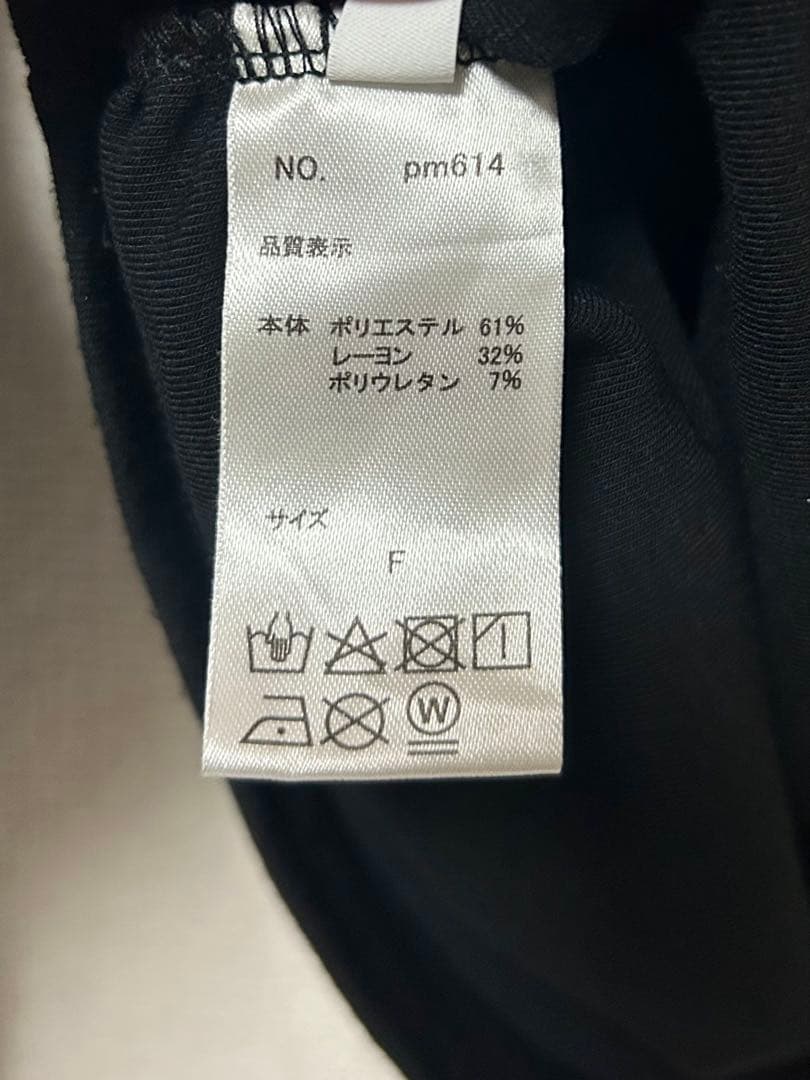 NO. pm614
品質表示
本体 ポリエステル 61%
レーヨン 32%
ポリウレタン 7%
サイズ
F
W